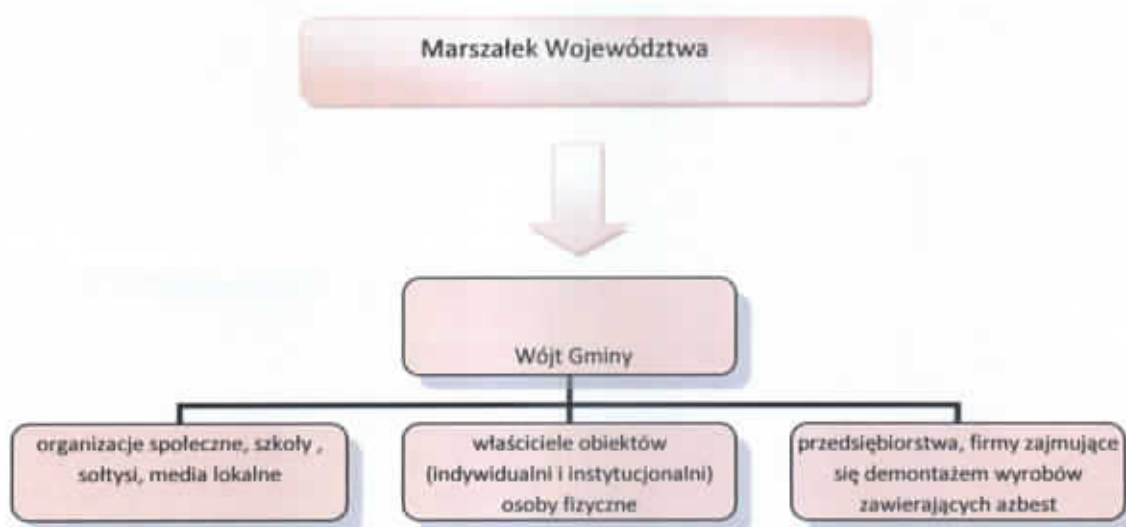 Marszałek Województwa
Wójt Gminy
organizacje społeczne, szkoły ,
sołtysi, media lokalne
właściciele obiektów
(indywidualni i instytucjonalni)
osoby fizyczne
przedsiębiorstwa, firmy zajmujące
się demontażem wyrobów
zawierających azbest